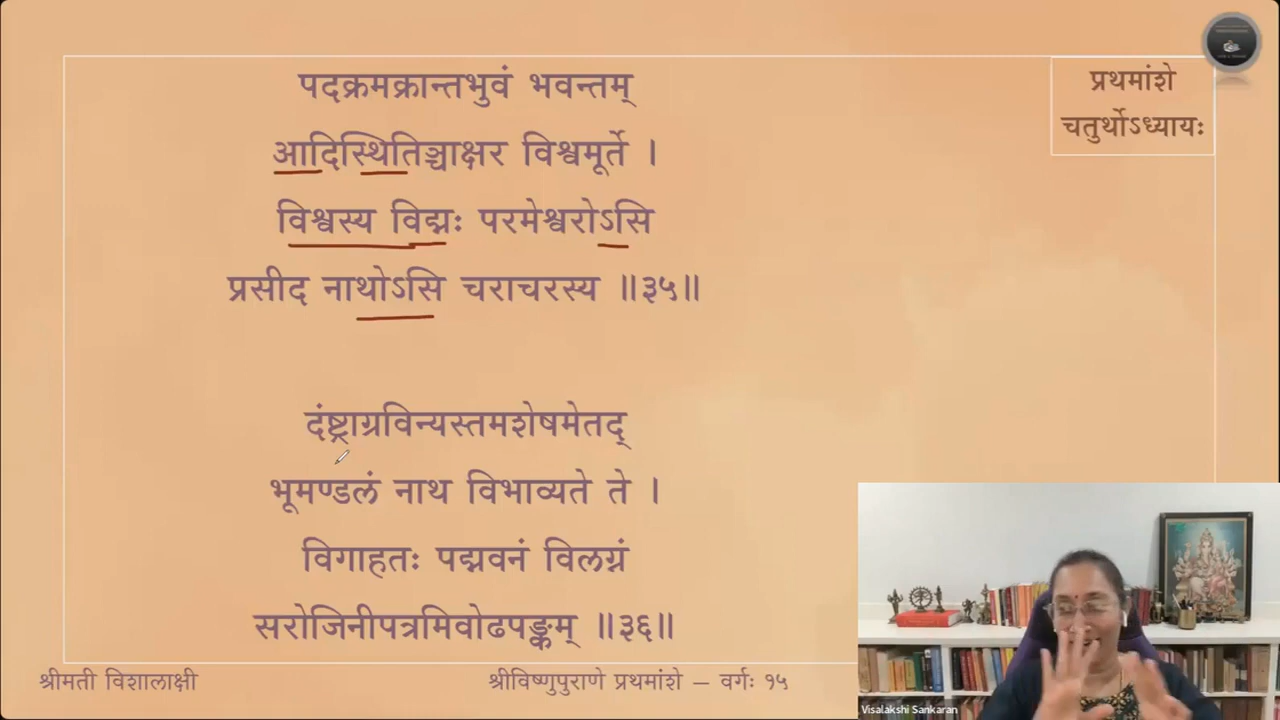 पदक्रमक्रान्तभुवं भवन्तम्
आदिस्थितिञ्चाक्षर विश्वमूर्ते ।
विश्वस्य विद्मः परमेश्वरोऽसि
प्रसीद नाथोऽसि चराचरस्य ॥३५॥
दंष्ट्राग्रविन्यस्तमशेषमेतद्
भूमण्डलं नाथ विभाव्यते ते ।
विगाहतः पद्मवनं विलग्नं
सरोजिनीपत्रमिवोढपङ्कम् ॥३६॥
प्रथमांशे
चतुर्थोऽध्यायः
श्रीमती विशालाक्षी
श्रीविष्णुपुराणे प्रथमांशे – वर्गः १५
Visalakshi Sankaran